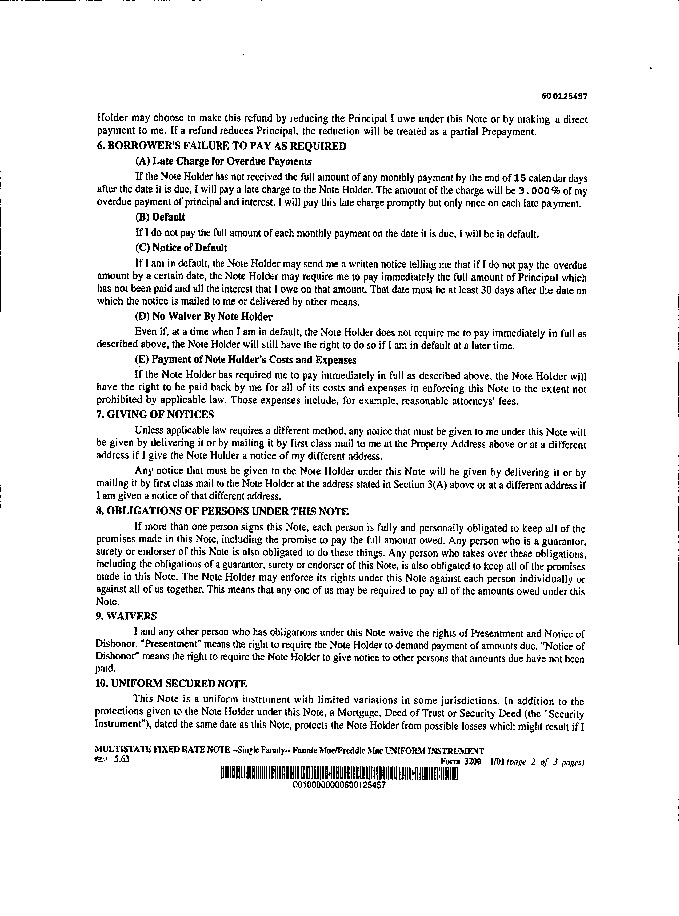 600125457
Holder may choose to make this refund by reducing the Principal I owe under this Note or by making a direct
payment to me. If a refund reduces Principal, the reduction will be treated as a partial Prepayment.
6. BORROWER'S FAILURE TO PAY AS REQUIRED
(A) Late Charge for Overdue Payments
If the Note Holder has not received the full amount of any monthly payment by the end of 15 calendar days
after the date it is due, I will pay a late charge to the Note Holder. The amount of the charge will be 3.000% of my
overdue payment of principal and interest. I will pay this late charge promptly but only once on each late payment.
(B) Default
If I do not pay the full amount of each monthly payment on the date it is due, I will be in default.
(C) Notice of Default
If I am in default, the Note Holder may send me a written notice telling me that if I do not pay the overdue
amount by a certain date, the Note Holder may require me to pay immediately the full amount of Principal which
has not been paid and all the interest that I owe on that amount. That date must be at least 30 days after the date on
which the notice is mailed to me or delivered by other means.
(D) No Waiver By Note Holder
Even if, at a time when I am in default, the Note Holder does not require me to pay immediately in full as
described above, the Note Holder will still have the right to do so if I am in default at a later time.
(E) Payment of Note Holder's Costs and Expenses
If the Note Holder has required me to pay immediately in full as described above, the Note Holder will
have the right to be paid back by me for all of its costs and expenses in enforcing this Note to the extent not
prohibited by applicable law. Those expenses include, for example, reasonable attorneys' fees.
7. GIVING OF NOTICES
Unless applicable law requires a different method, any notice that must be given to me under this Note will
be given by delivering it or by mailing it by first class mail to me at the Property Address above or at a different
address if I give the Note Holder a notice of my different address.
Any notice that must be given to the Note Holder under this Note will be given by delivering it or by
mailing it by first class mail to the Note Holder at the address stated in Section 3(A) above or at a different address if
I am given a notice of that different address.
8. OBLIGATIONS OF PERSONS UNDER THIS NOTE
If more than one person signs this Note, each person is fully and personally obligated to keep all of the
promises made in this Note, including the promise to pay the full amount owed. Any person who is a guarantor,
surety or endorser of this Note is also obligated to do these things. Any person who takes over these obligations,
including the obligations of a guarantor, surety or endorser of this Note, is also obligated to keep all of the promises
made in this Note. The Note Holder may enforce its rights under this Note against each person individually or
against all of us together. This means that any one of us may be required to pay all of the amounts owed under this
Note.
9. WAIVERS
I and any other person who has obligations under this Note waive the rights of Presentment and Notice of
Dishonor. "Presentment" means the right to require the Note Holder to demand payment of amounts due. "Notice of
Dishonor" means the right to require the Note Holder to give notice to other persons that amounts due have not been
paid.
10. UNIFORM SECURED NOTE
This Note is a uniform instrument with limited variations in some jurisdictions. In addition to the
protections given to the Note Holder under this Note, a Mortgage, Deed of Trust or Security Deed (the "Security
Instrument"), dated the same date as this Note, protects the Note Holder from possible losses which might result if I
MULTISTATE FIXED RATE NOTE --Single Family-- Fannie Mae/Freddie Mac UNIFORM INSTRUMENT
5.63 Form 3200 1/01 (page 2 of 3 pages)